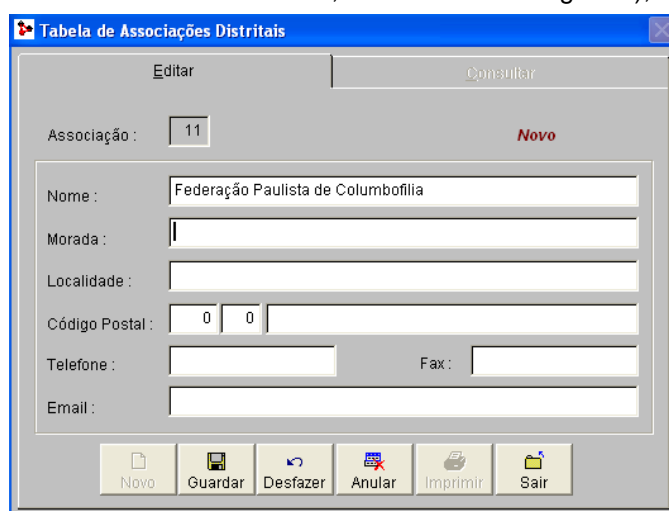 Tabela de Associações Distritais
Editar Consultar
Associação : 11 Novo
Nome : Federação Paulista de Columbofilia
Morada :
Localidade :
Código Postal : 0 0
Telefone : Fax :
Email :
Novo Guardar Desfazer Anular Imprimir Sair